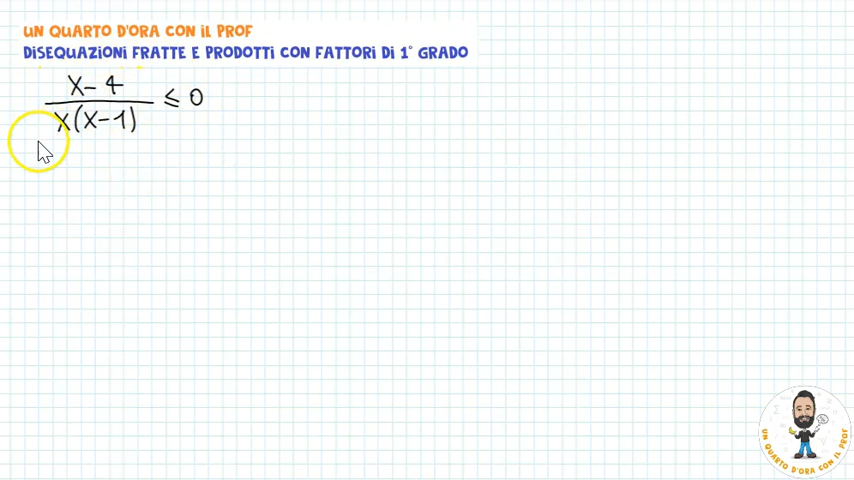 Un quarto d'ora con il prof
Disequazioni fratte e prodotti con fattori di 1° grado
x-4
x(x-1)
≤ 0
UN QUARTO D'ORA CON IL PROF